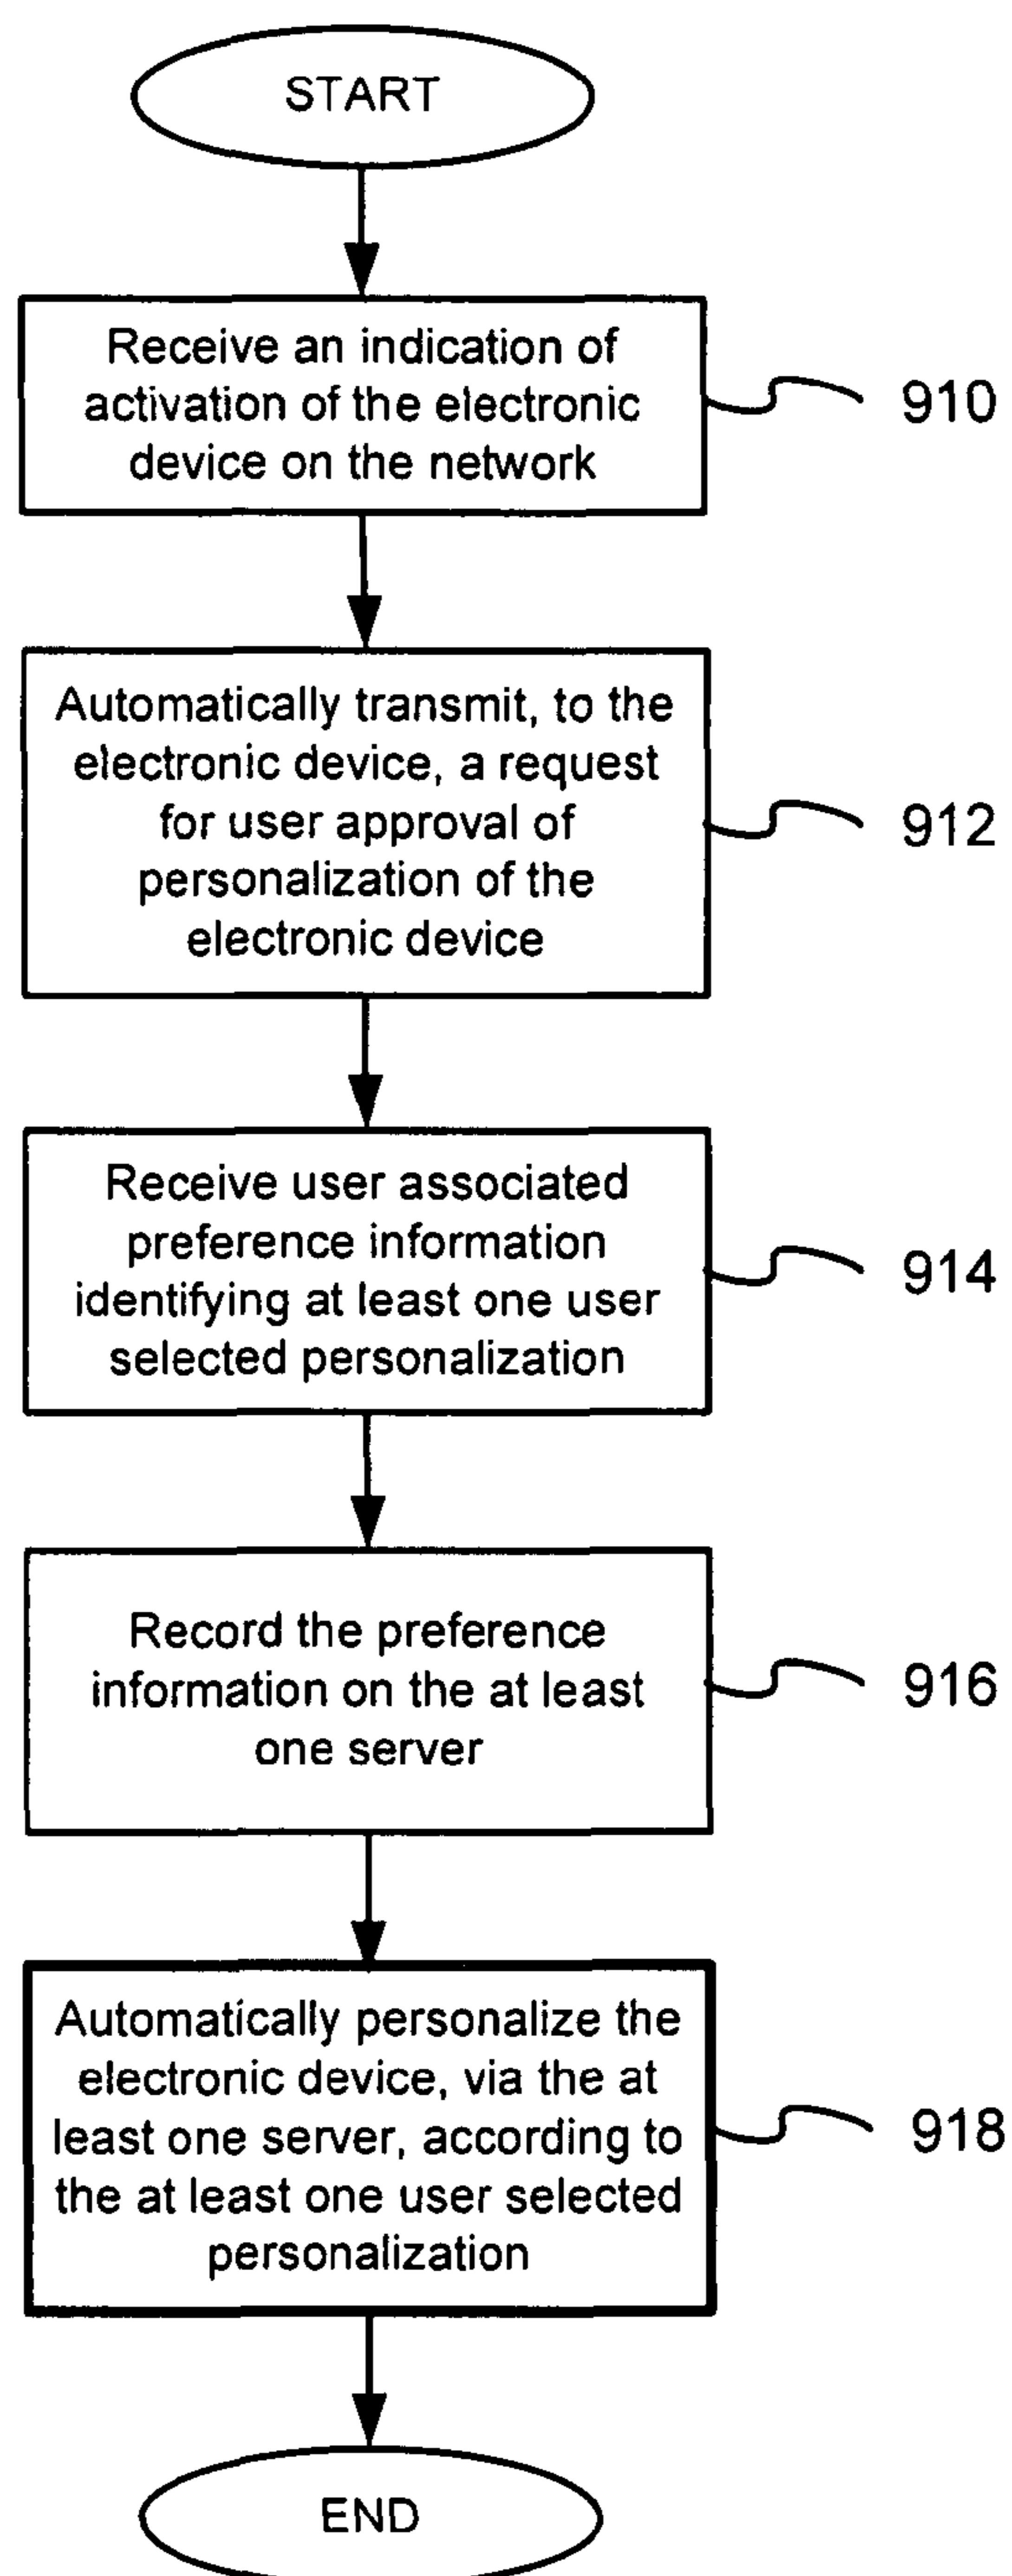 START
Receive an indication of
activation of the electronic
device on the network
910
Automatically transmit, to the
electronic device, a request
for user approval of
personalization of the
electronic device
912
Receive user associated
preference information
identifying at least one user
selected personalization
914
Record the preference
information on the at least
one server
916
Automatically personalize the
electronic device, via the at
least one server, according to
the at least one user selected
personalization
918
END